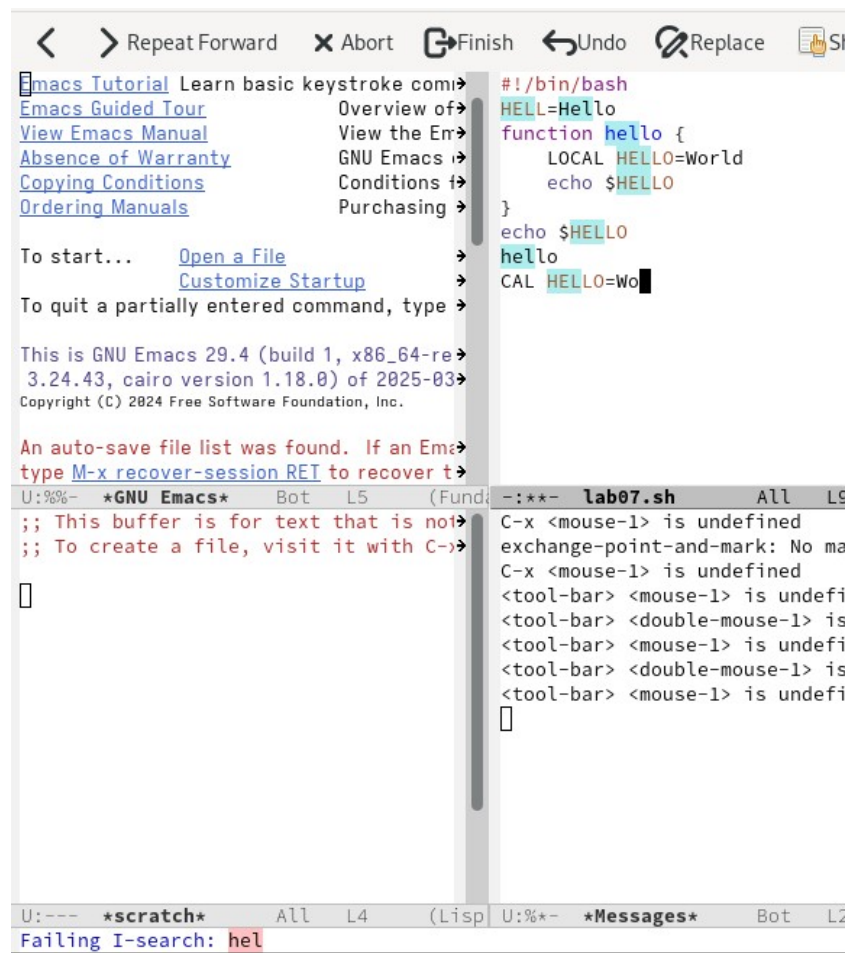 Repeat Forward Abort Finish Undo Replace
Emacs Tutorial Learn basic keystroke
Emacs Guided Tour Overview of
View Emacs Manual View the
Absence of Warranty GNU Emacs
Copying Conditions Conditions
Ordering Manuals Purchasing
To start... Open a File
Customize Startup
To quit a partially entered command, type
This is GNU Emacs 29.4 (build 1, x86_64-re
3.24.43, cairo version 1.18.0) of 2025-03
Copyright (C) 2024 Free Software Foundation, Inc.
An auto-save file list was found. If an
type M-x recover-session RET to recover
U:%%- *GNU Emacs* Bot L5 (Fund
#!/bin/bash
HELL=Hello
function hello {
LOCAL HELLO=World
echo $HELLO
}
echo $HELLO
hello
CAL HELLO=Wo
-:**- lab07.sh All L9
;; This buffer is for text that is not
;; To create a file, visit it with C-
U:--- *scratch* All L4 (Lisp
C-x <mouse-1> is undefined
exchange-point-and-mark: No ma
C-x <mouse-1> is undefined
<tool-bar> <mouse-1> is undefi
<tool-bar> <double-mouse-1> is
<tool-bar> <mouse-1> is undefi
<tool-bar> <double-mouse-1> is
<tool-bar> <mouse-1> is undefi
U:%*- *Messages* Bot L2
Failing I-search: hel